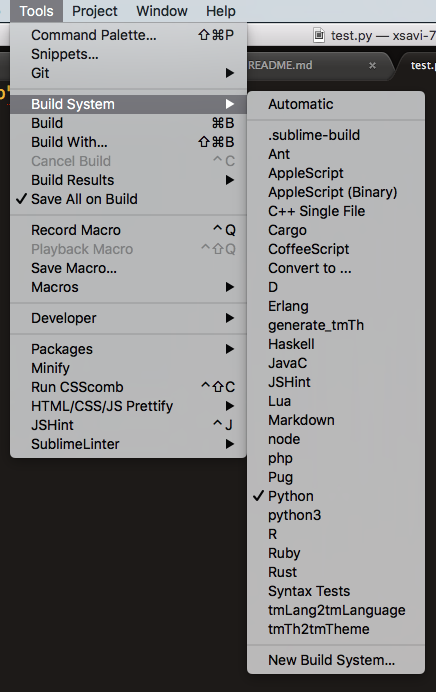 Tools Project Window Help
test.py — xsavi-7
README.md × test.p
Command Palette... ⇧⌘P
Snippets...
Git ▶
Build System ▶
Build ⌘B
Build With... ⇧⌘B
Cancel Build ^C
Build Results ▶
✓ Save All on Build
Record Macro ^Q
Playback Macro ^⇧Q
Save Macro...
Macros ▶
Developer ▶
Packages ▶
Minify
Run CSScomb ^⇧C
HTML/CSS/JS Prettify ▶
JSHint ^J
SublimeLinter ▶
Automatic
.sublime-build
Ant
AppleScript
AppleScript (Binary)
C++ Single File
Cargo
CoffeeScript
Convert to ...
D
Erlang
generate_tmTh
Haskell
JavaC
JSHint
Lua
Markdown
node
php
Pug
✓ Python
python3
R
Ruby
Rust
Syntax Tests
tmLang2tmLanguage
tmTh2tmTheme
New Build System...